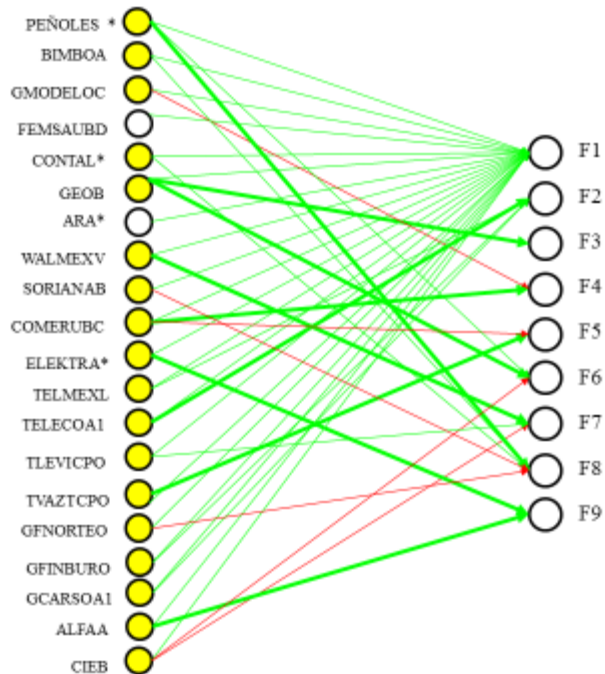 PEÑOLES *
BIMBOA
GMODELOC
FEMSAUBD
CONTAL*
GEOB
ARA*
WALMEXV
SORIANAB
COMERUBC
ELEKTRA*
TELMEXL
TELECOA1
TLEVICPO
TVAZTCPO
GFNORTEO
GFINBURO
GCARSOA1
ALFAA
CIEB
F1
F2
F3
F4
F5
F6
F7
F8
F9